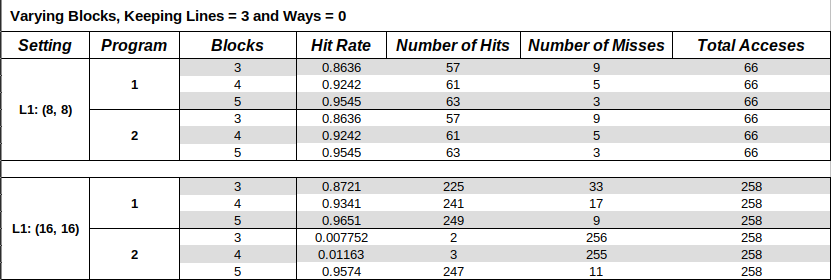 Varying Blocks, Keeping Lines = 3 and Ways = 0
Setting Program Blocks Hit Rate Number of Hits Number of Misses Total Acceses
L1: (8, 8) 1 3 0.8636 57 9 66
4 0.9242 61 5 66
5 0.9545 63 3 66
2 3 0.8636 57 9 66
4 0.9242 61 5 66
5 0.9545 63 3 66
L1: (16, 16) 1 3 0.8721 225 33 258
4 0.9341 241 17 258
5 0.9651 249 9 258
2 3 0.007752 2 256 258
4 0.01163 3 255 258
5 0.9574 247 11 258